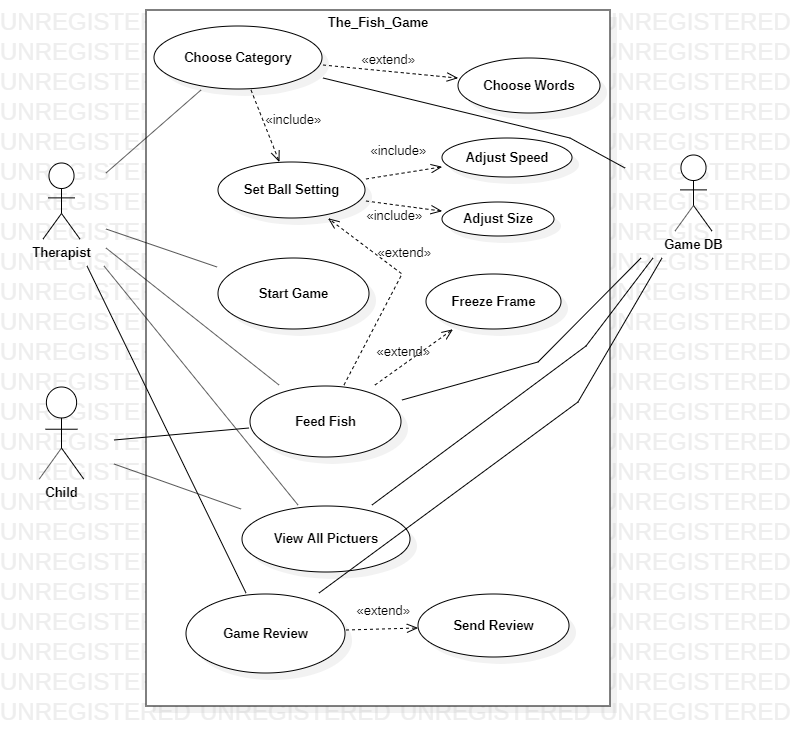 The_Fish_Game
Choose Category
«extend»
Choose Words
«include»
Adjust Speed
«include»
Set Ball Setting
«include»
Adjust Size
Therapist
Game DB
«extend»
Start Game
Freeze Frame
«extend»
Feed Fish
Child
View All Pictuers
«extend»
Game Review
Send Review
UNREGISTERED UNREGISTERED UNREGISTERED UNREGISTERED